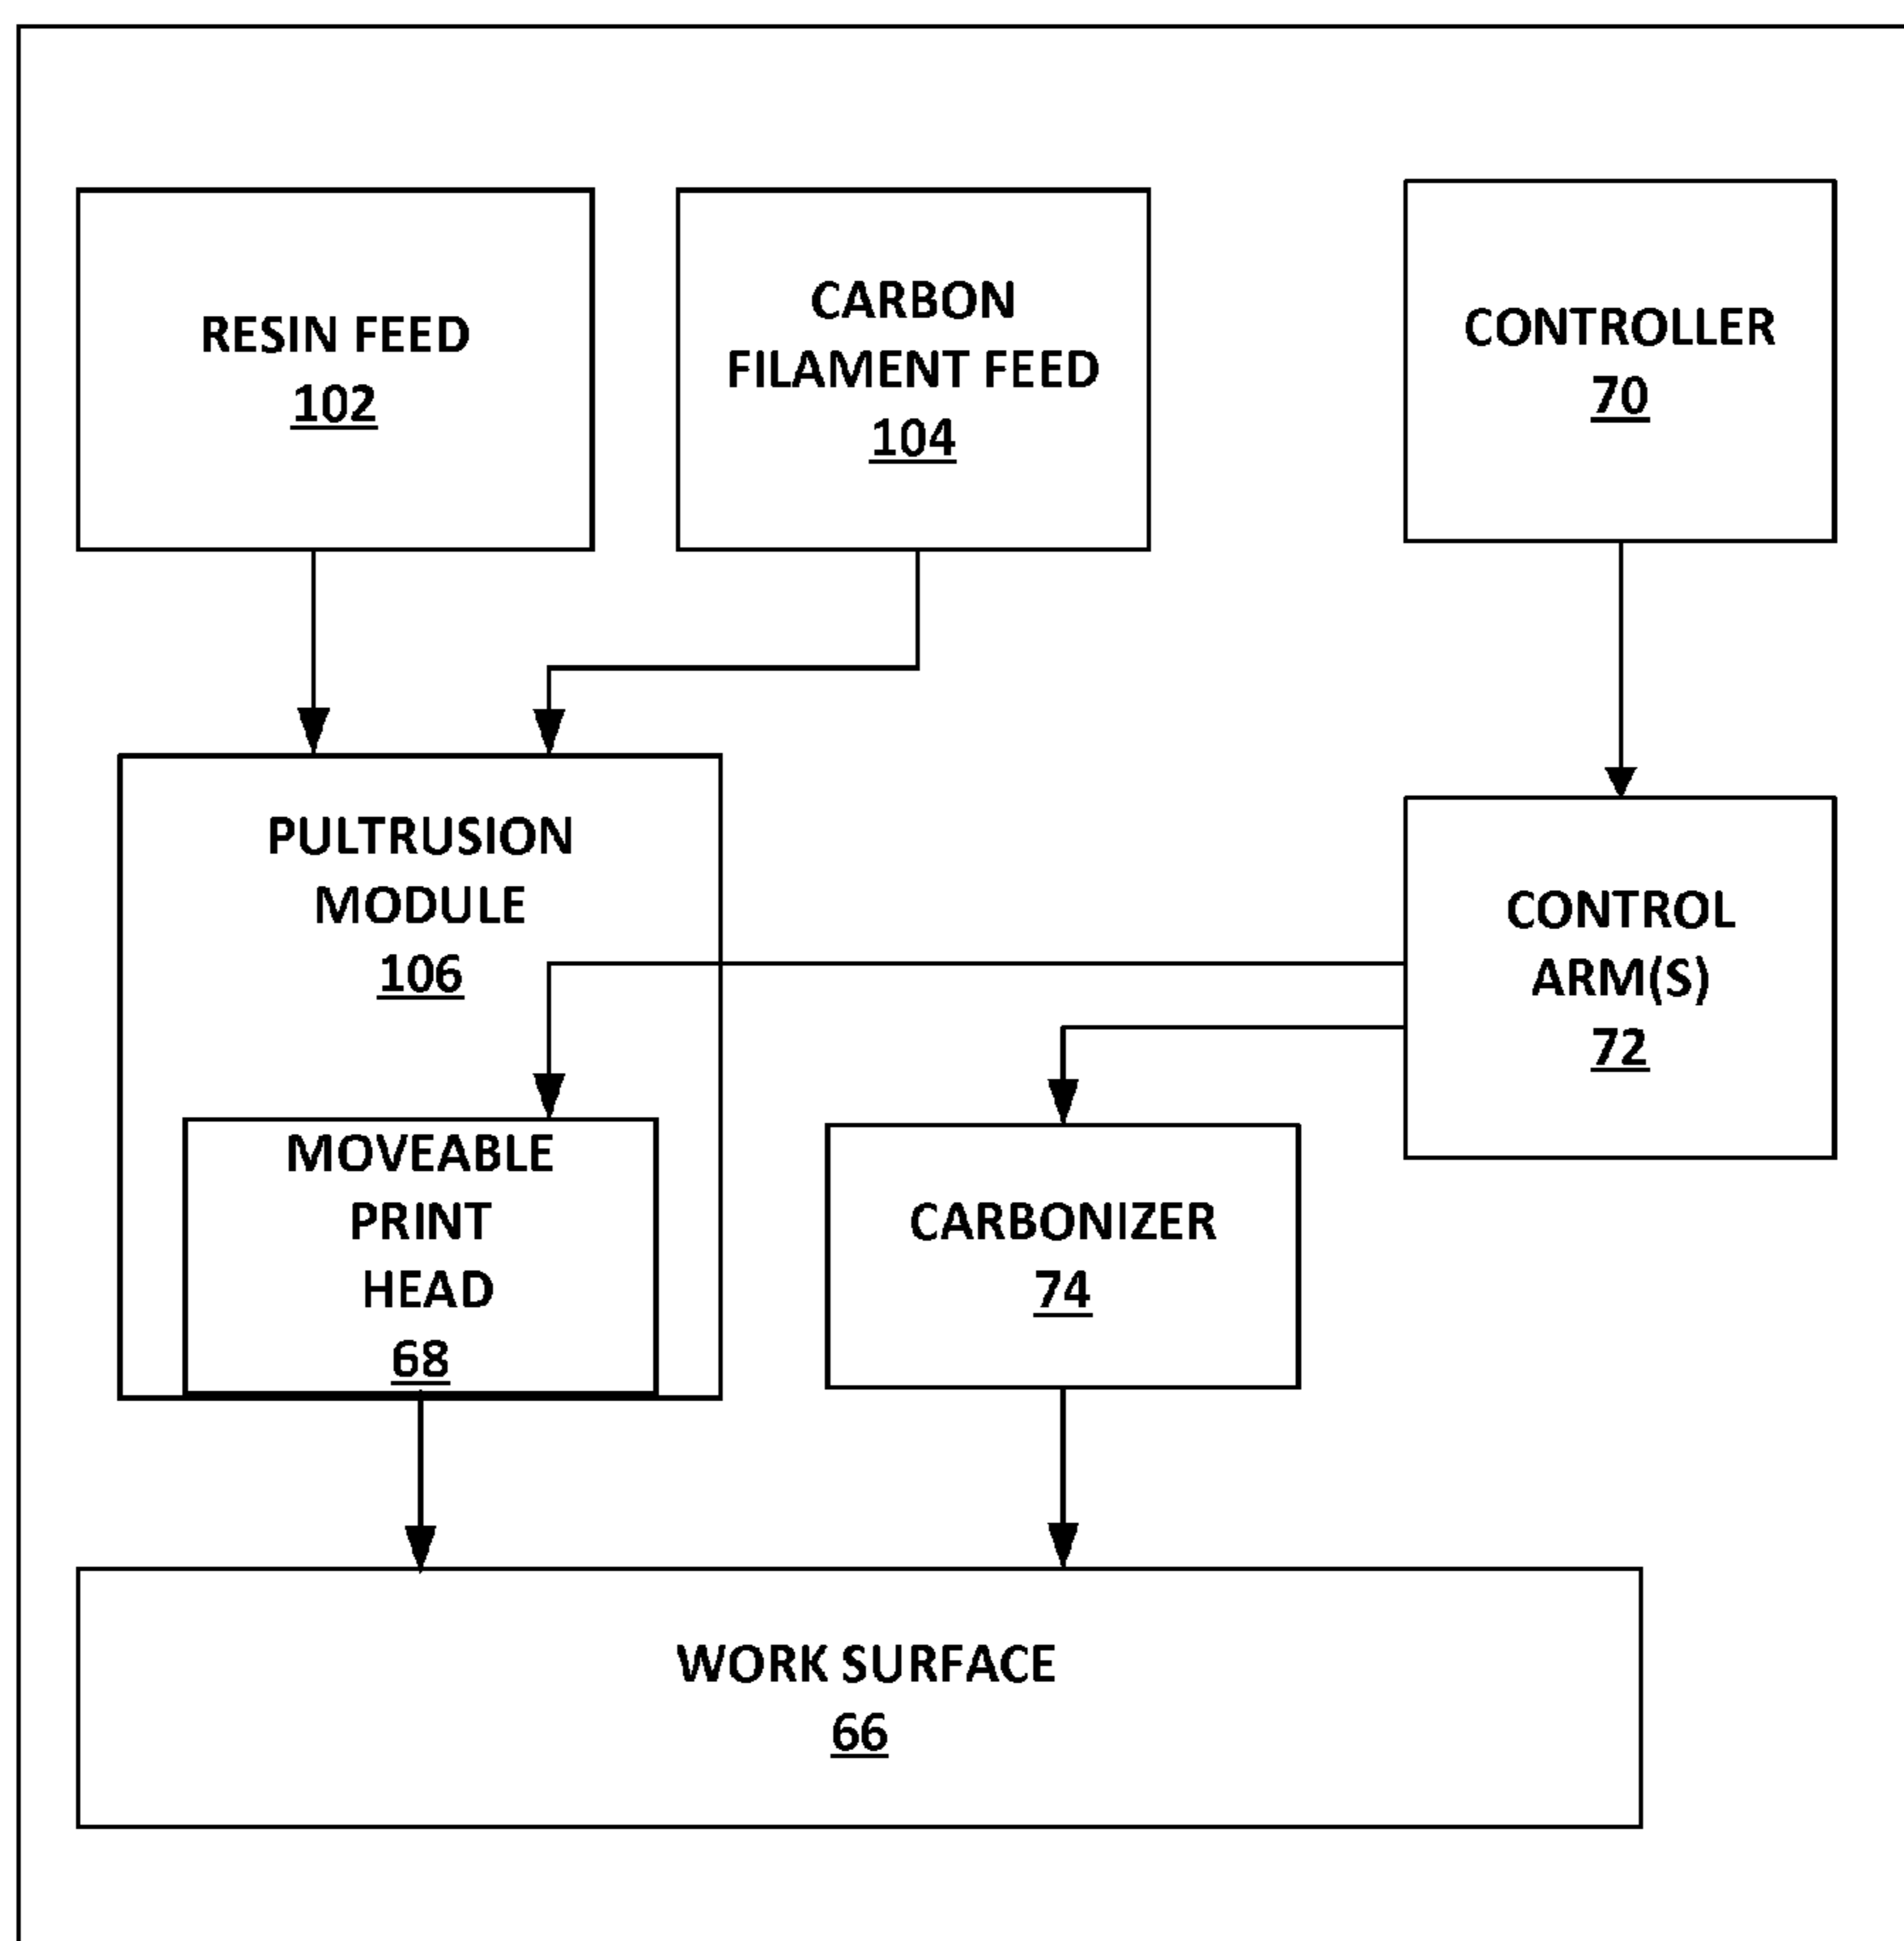 RESIN FEED
102
CARBON
FILAMENT FEED
104
CONTROLLER
70
PULTRUSION
MODULE
106
CONTROL
ARM(S)
72
MOVEABLE
PRINT
HEAD
68
CARBONIZER
74
WORK SURFACE
66